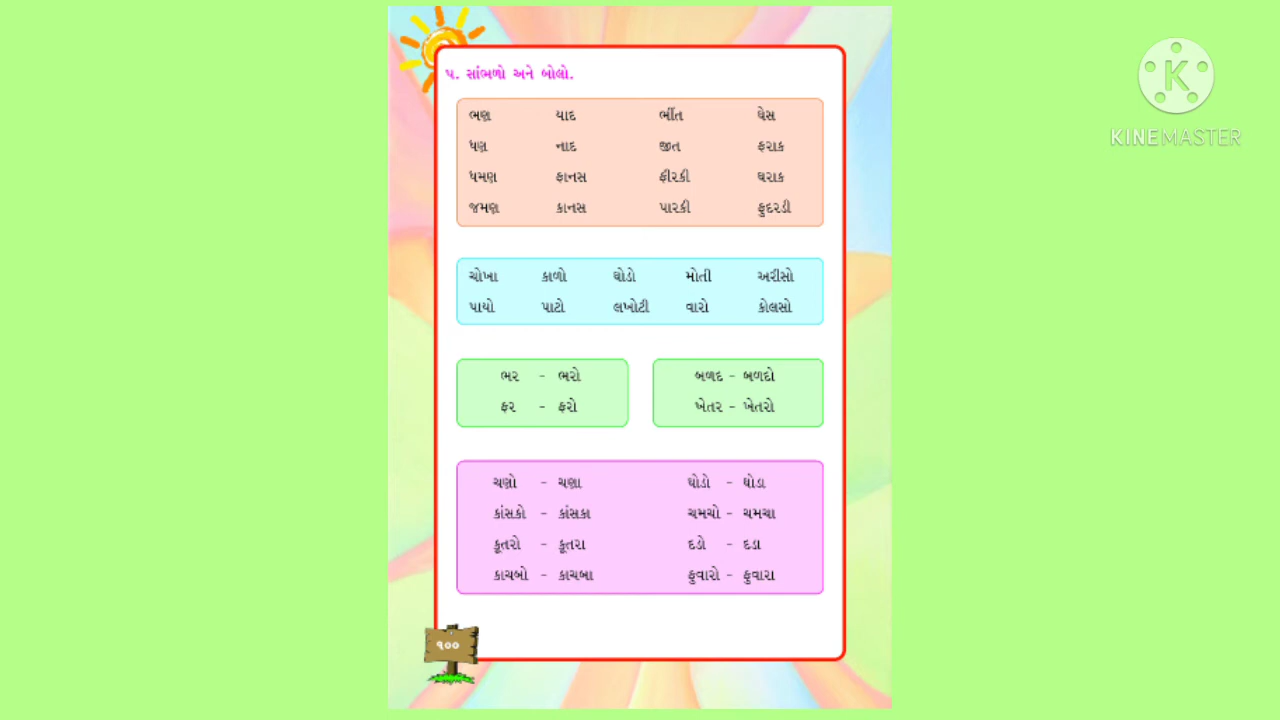 ૫. સાંભળો અને બોલો.
ભણ યાદ ભીંત ઘેસ
ધણ નાદ જીત ફરાક
ધમણ ફાનસ ફીરકી ઘરાક
જમણ કાનસ પારકી ફુદરડી
ચોખા કાળો ઘોડો મોતી અરીસો
પાયો પાટો લખોટી વારો કોલસો
ભર - ભરો
ફર - ફરો
બળદ - બળદો
ખેતર - ખેતરો
ચણો - ચણા ઘોડો - ઘોડા
કાંસકો - કાંસકા ચમચો - ચમચા
કૂતરો - કૂતરા દડો - દડા
કાચબો - કાચબા ફુવારો - ફુવારા
૧૦૦
K
KINEMASTER